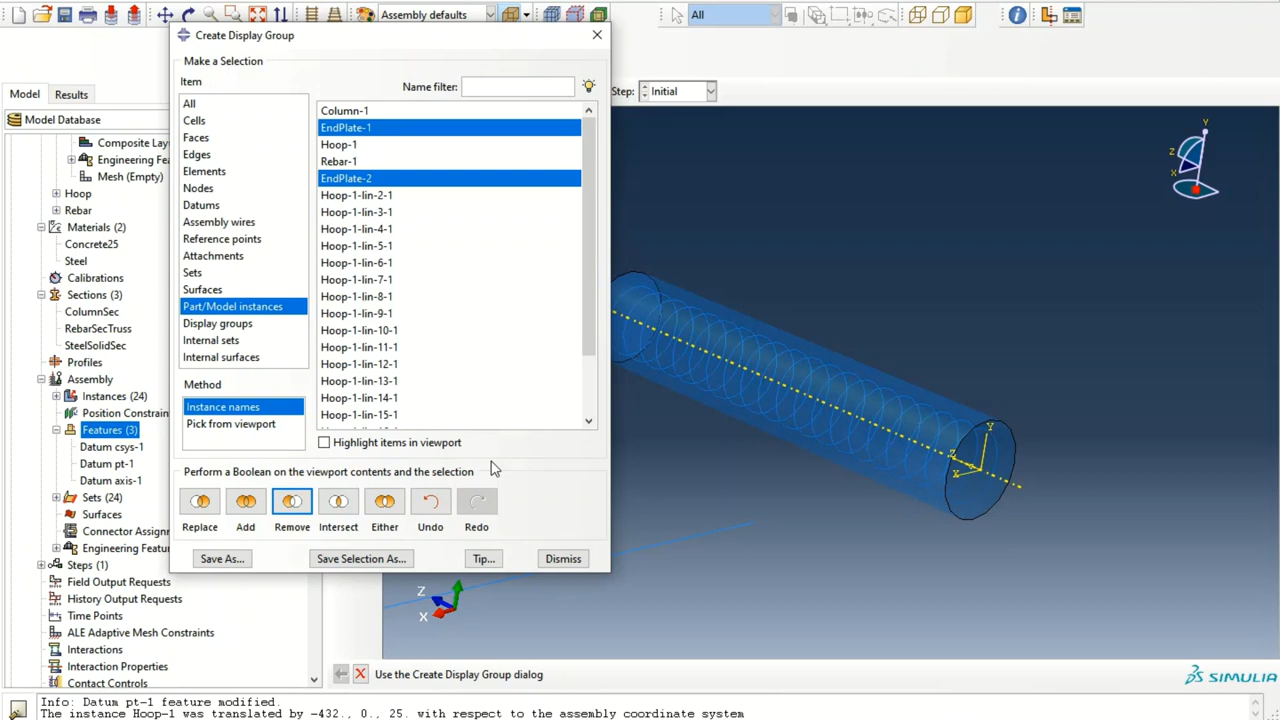 Assembly defaults
All
Create Display Group
Make a Selection
Item
Name filter:
Step: Initial
Model
Results
Model Database
Composite Lay
Engineering Fea
Mesh (Empty)
Hoop
Rebar
Materials (2)
Concrete25
Steel
Calibrations
Sections (3)
ColumnSec
RebarSecTruss
SteelSolidSec
Profiles
Assembly
Instances (24)
Position Constrain
Features (3)
Datum csys-1
Datum pt-1
Datum axis-1
Sets (24)
Surfaces
Connector Assignm
Engineering Featur
Steps (1)
Field Output Requests
History Output Requests
Time Points
ALE Adaptive Mesh Constraints
Interactions
Interaction Properties
Contact Controls
All
Cells
Faces
Edges
Elements
Nodes
Datums
Assembly wires
Reference points
Attachments
Sets
Surfaces
Part/Model instances
Display groups
Internal sets
Internal surfaces
Method
Instance names
Pick from viewport
Column-1
EndPlate-1
Hoop-1
Rebar-1
EndPlate-2
Hoop-1-lin-2-1
Hoop-1-lin-3-1
Hoop-1-lin-4-1
Hoop-1-lin-5-1
Hoop-1-lin-6-1
Hoop-1-lin-7-1
Hoop-1-lin-8-1
Hoop-1-lin-9-1
Hoop-1-lin-10-1
Hoop-1-lin-11-1
Hoop-1-lin-12-1
Hoop-1-lin-13-1
Hoop-1-lin-14-1
Hoop-1-lin-15-1
Highlight items in viewport
Perform a Boolean on the viewport contents and the selection
Replace
Add
Remove
Intersect
Either
Undo
Redo
Save As...
Save Selection As...
Tip...
Dismiss
Y
Z
X
Y
Z
X
Z
X
Use the Create Display Group dialog
SIMULIA
Info: Datum pt-1 feature modified.
The instance Hoop-1 was translated by -432., 0., 25. with respect to the assembly coordinate system